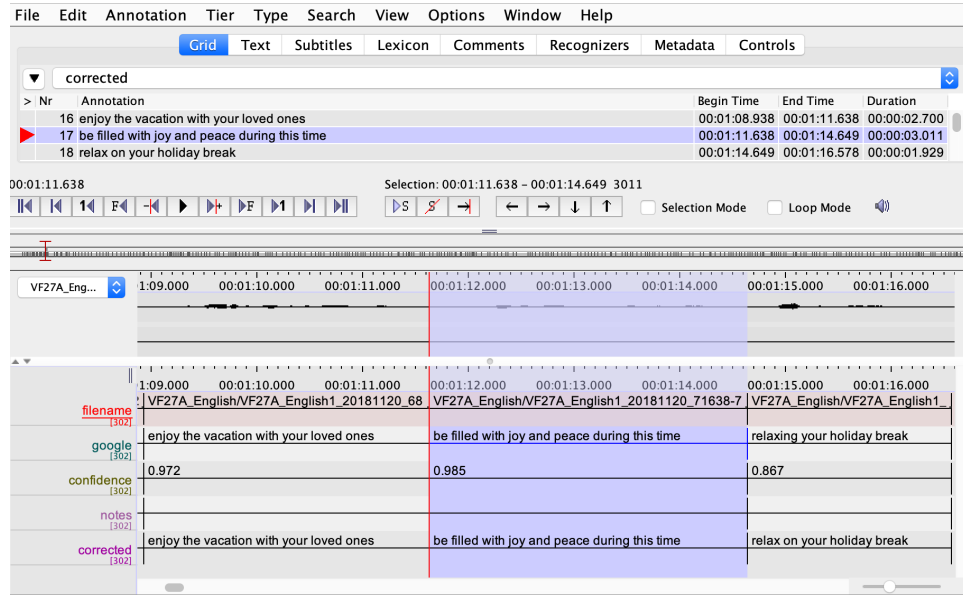 File Edit Annotation Tier Type Search View Options Window Help
Grid Text Subtitles Lexicon Comments Recognizers Metadata Controls
▼ corrected
> Nr Annotation Begin Time End Time Duration
16 enjoy the vacation with your loved ones 00:01:08.938 00:01:11.638 00:00:02.700
17 be filled with joy and peace during this time 00:01:11.638 00:01:14.649 00:00:03.011
18 relax on your holiday break 00:01:14.649 00:01:16.578 00:00:01.929
00:01:11.638 Selection: 00:01:11.638 - 00:01:14.649 3011
1 F + F 1 S S Selection Mode Loop Mode
VF27A_Eng... 1:09.000 00:01:10.000 00:01:11.000 00:01:12.000 00:01:13.000 00:01:14.000 00:01:15.000 00:01:16.000
1:09.000 00:01:10.000 00:01:11.000 00:01:12.000 00:01:13.000 00:01:14.000 00:01:15.000 00:01:16.000
filename VF27A_English/VF27A_English1_20181120_68 VF27A_English/VF27A_English1_20181120_71638-7 VF27A_English/VF27A_English1_
[302]
google enjoy the vacation with your loved ones be filled with joy and peace during this time relaxing your holiday break
[302]
confidence 0.972 0.985 0.867
[302]
notes
[302]
corrected enjoy the vacation with your loved ones be filled with joy and peace during this time relax on your holiday break
[302]